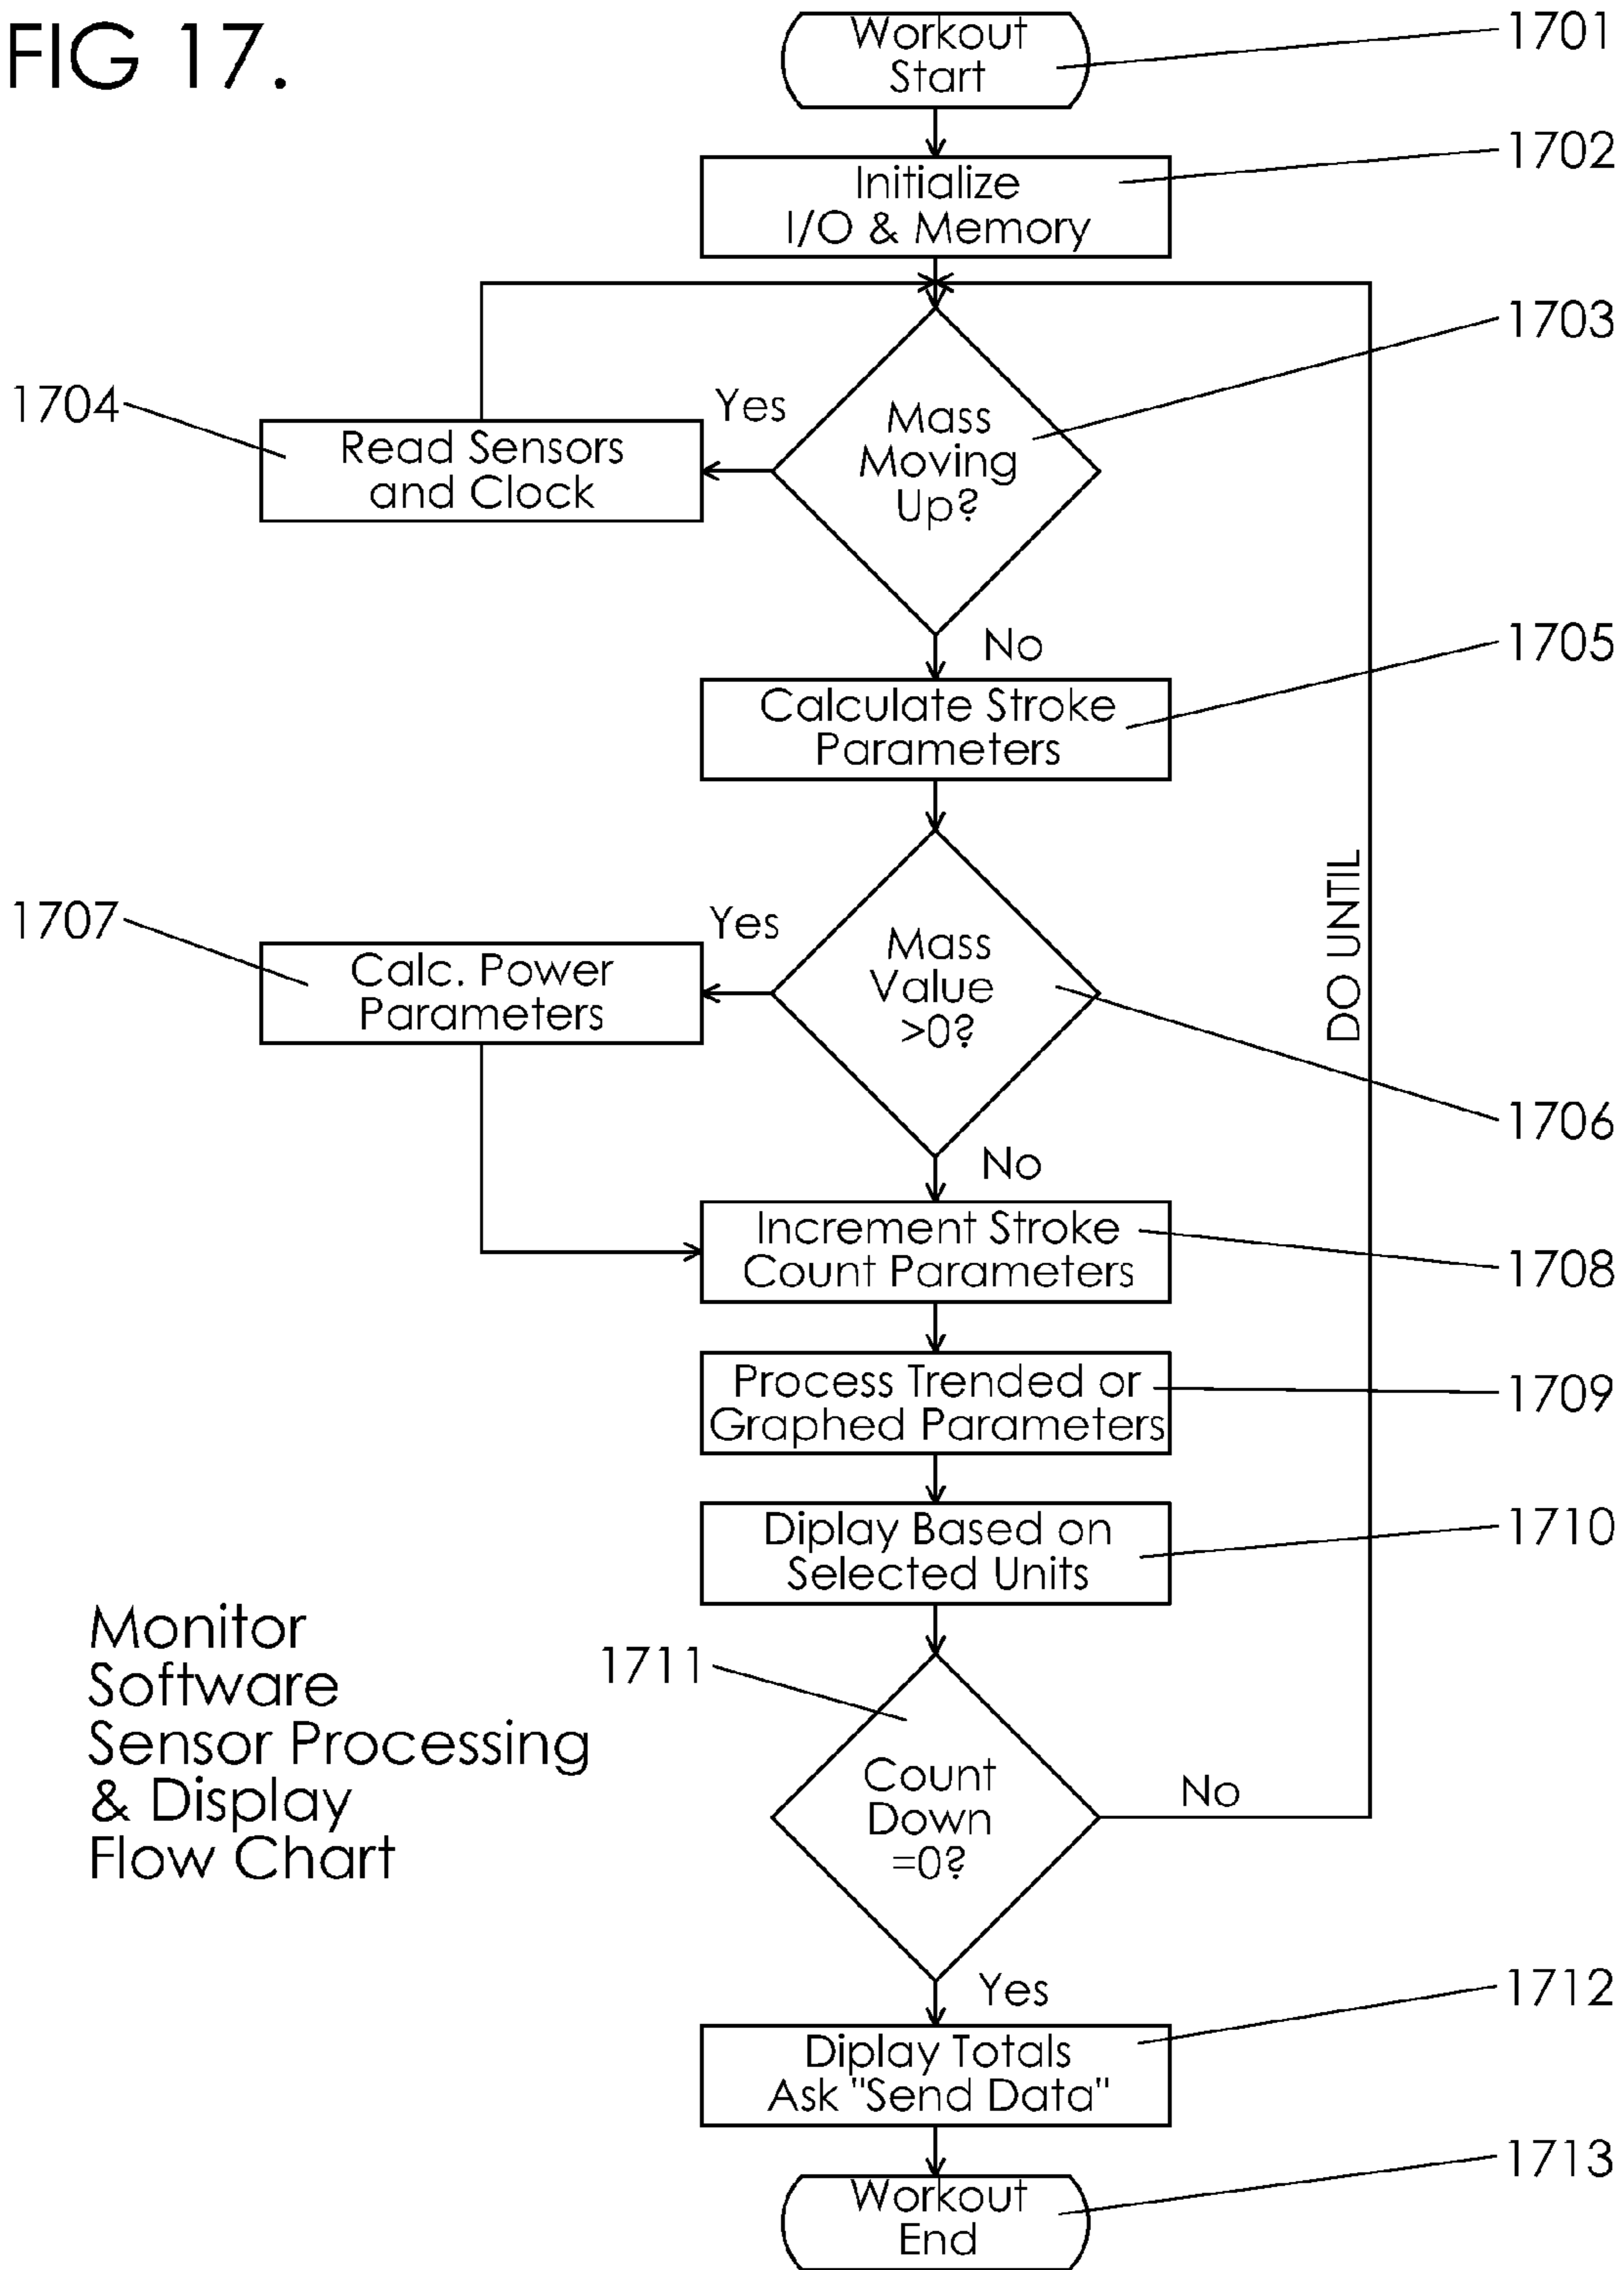 FIG 17.
Workout
Start
1701
Initialize
I/O & Memory
1702
Mass
Moving
Up?
1703
Yes
1704
Read Sensors
and Clock
No
Calculate Stroke
Parameters
1705
Mass
Value
>0?
1706
Yes
1707
Calc. Power
Parameters
DO UNTIL
No
Increment Stroke
Count Parameters
1708
Process Trended or
Graphed Parameters
1709
Diplay Based on
Selected Units
1710
Monitor
Software
Sensor Processing
& Display
Flow Chart
1711
Count
Down
=0?
No
Yes
Diplay Totals
Ask "Send Data"
1712
Workout
End
1713